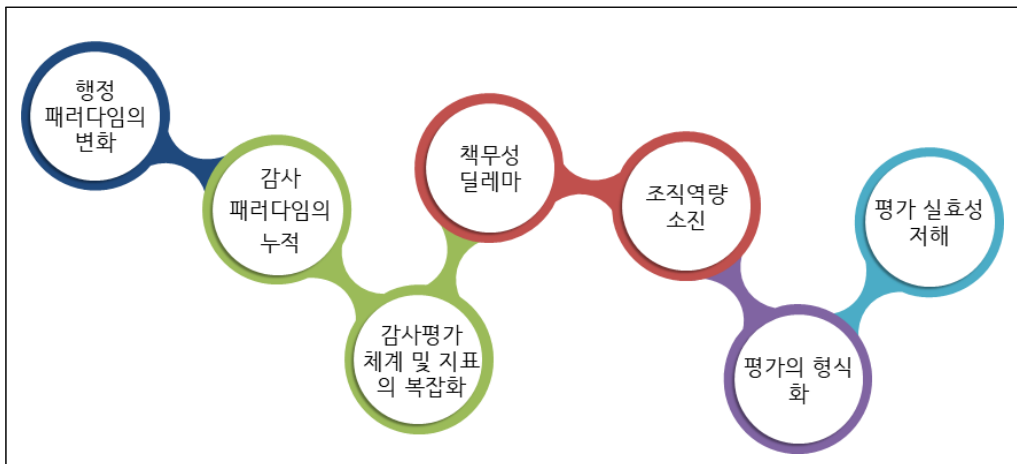 행정
패러다임의
변화
감사
패러다임의
누적
감사평가
체계 및 지표
의 복잡화
책무성
딜레마
조직역량
소진
평가의 형식
화
평가 실효성
저해